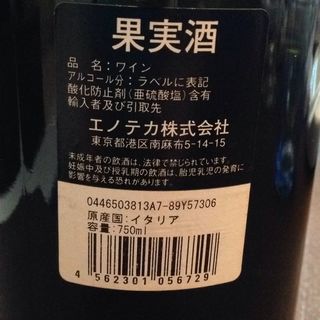 果実酒
品 名：ワイン
アルコール分：ラベルに表記
酸化防止剤（亜硫酸塩）含有
輸入者及び引取先
エノテカ株式会社
東京都港区南麻布5-14-15
未成年者の飲酒は、法律で禁じられています。
妊娠中及び授乳期の飲酒は、胎児乳児の発育に
影響を与える恐れがあります。
0446503813A7-89Y57306
原産国：イタリア
容量：750ml
4 562301 056729